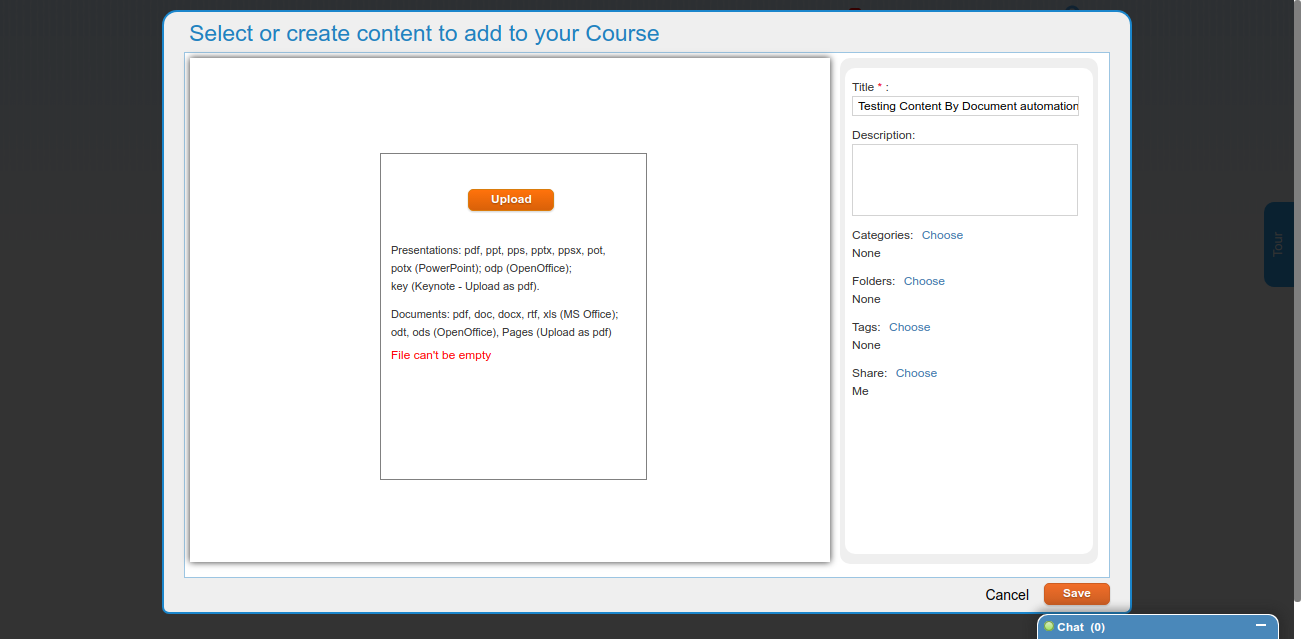 Select or create content to add to your Course
Upload
Presentations: pdf, ppt, pps, pptx, ppsx, pot,
potx (PowerPoint); odp (OpenOffice);
key (Keynote - Upload as pdf).
Documents: pdf, doc, docx, rtf, xls (MS Office);
odt, ods (OpenOffice), Pages (Upload as pdf)
File can't be empty
Title * :
Testing Content By Document automation
Description:
Categories: Choose
None
Folders: Choose
None
Tags: Choose
None
Share: Choose
Me
Tour
Cancel
Save
Chat (0)